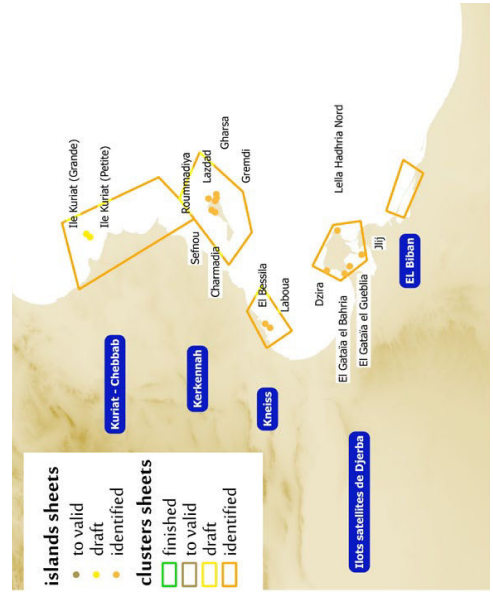 Ile Kuriat (Grande)
Ile Kuriat (Petite)
Kuriat - Chebbab
Roummadiya
Lazdad
Gharsa
Gremdi
Sefnou
Charmadia
Kerkennah
El Bessila
Laboua
Kneiss
Lella Hadhria Nord
Dzira
Jlij
El Gataïa el Bahria
El Gataïa el Gueblia
EL Biban
Ilots satellites de Djerba
islands sheets
to valid
draft
identified
clusters sheets
finished
to valid
draft
identified